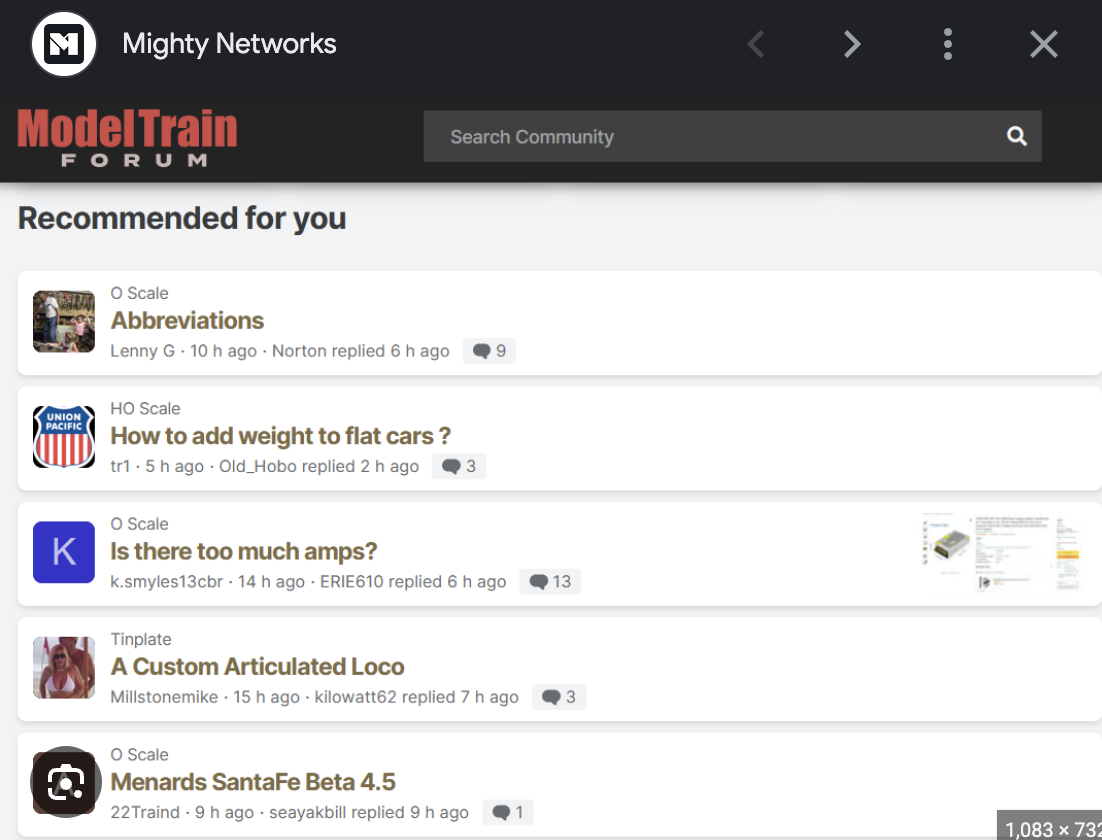 Mighty Networks
Model Train
FORUM
Search Community
Recommended for you
O Scale
Abbreviations
Lenny G · 10 h ago · Norton replied 6 h ago 9
UNION
PACIFIC
HO Scale
How to add weight to flat cars ?
tr1 · 5 h ago · Old_Hobo replied 2 h ago 3
K
O Scale
Is there too much amps?
k.smyles13cbr · 14 h ago · ERIE610 replied 6 h ago 13
Tinplate
A Custom Articulated Loco
Millstonemike · 15 h ago · kilowatt62 replied 7 h ago 3
O Scale
Menards SantaFe Beta 4.5
22Traind · 9 h ago · seayakbill replied 9 h ago 1
1,083 × 732